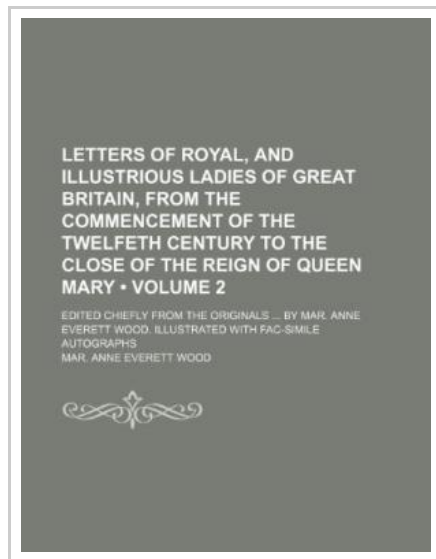 LETTERS OF ROYAL, AND
ILLUSTRIOUS LADIES OF GREAT
BRITAIN, FROM THE
COMMENCEMENT OF THE
TWELFETH CENTURY TO THE
CLOSE OF THE REIGN OF QUEEN
MARY • VOLUME 2
EDITED CHIEFLY FROM THE ORIGINALS ... BY MAR. ANNE
EVERETT WOOD. ILLUSTRATED WITH FAC-SIMILE
AUTOGRAPHS
MAR. ANNE EVERETT WOOD